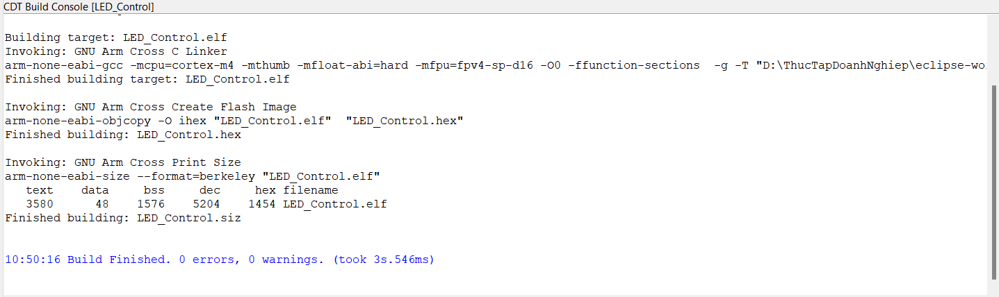 CDT Build Console [LED_Control]
Building target: LED_Control.elf
Invoking: GNU Arm Cross C Linker
arm-none-eabi-gcc -mcpu=cortex-m4 -mthumb -mfloat-abi=hard -mfpu=fpv4-sp-d16 -O0 -ffunction-sections  -g -T "D:\ThucTapDoanhNghiep\eclipse-wo
Finished building target: LED_Control.elf
Invoking: GNU Arm Cross Create Flash Image
arm-none-eabi-objcopy -O ihex "LED_Control.elf"  "LED_Control.hex"
Finished building: LED_Control.hex
Invoking: GNU Arm Cross Print Size
arm-none-eabi-size --format=berkeley "LED_Control.elf"
   text    data     bss     dec     hex filename
   3580      48    1576    5204    1454 LED_Control.elf
Finished building: LED_Control.siz
10:50:16 Build Finished. 0 errors, 0 warnings. (took 3s.546ms)